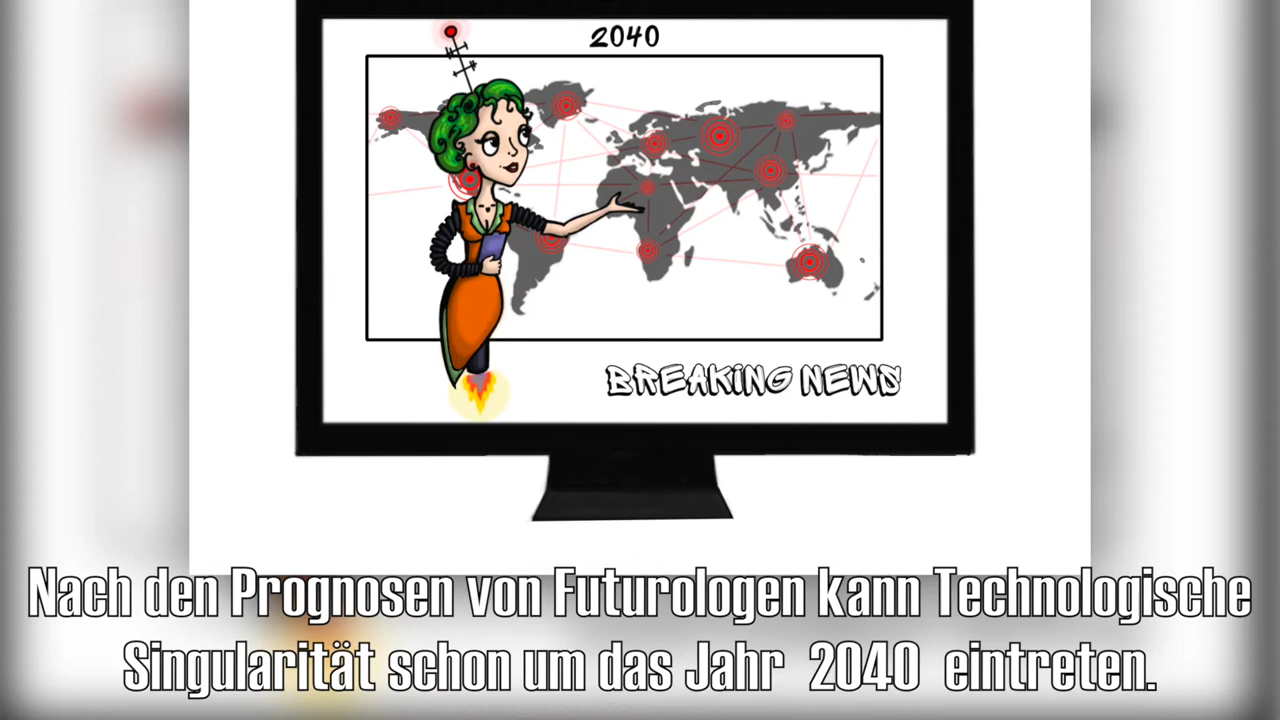 2040
BREAKING NEWS
Nach den Prognosen von Futurologen kann Technologische
Singularität schon um das Jahr 2040 eintreten.